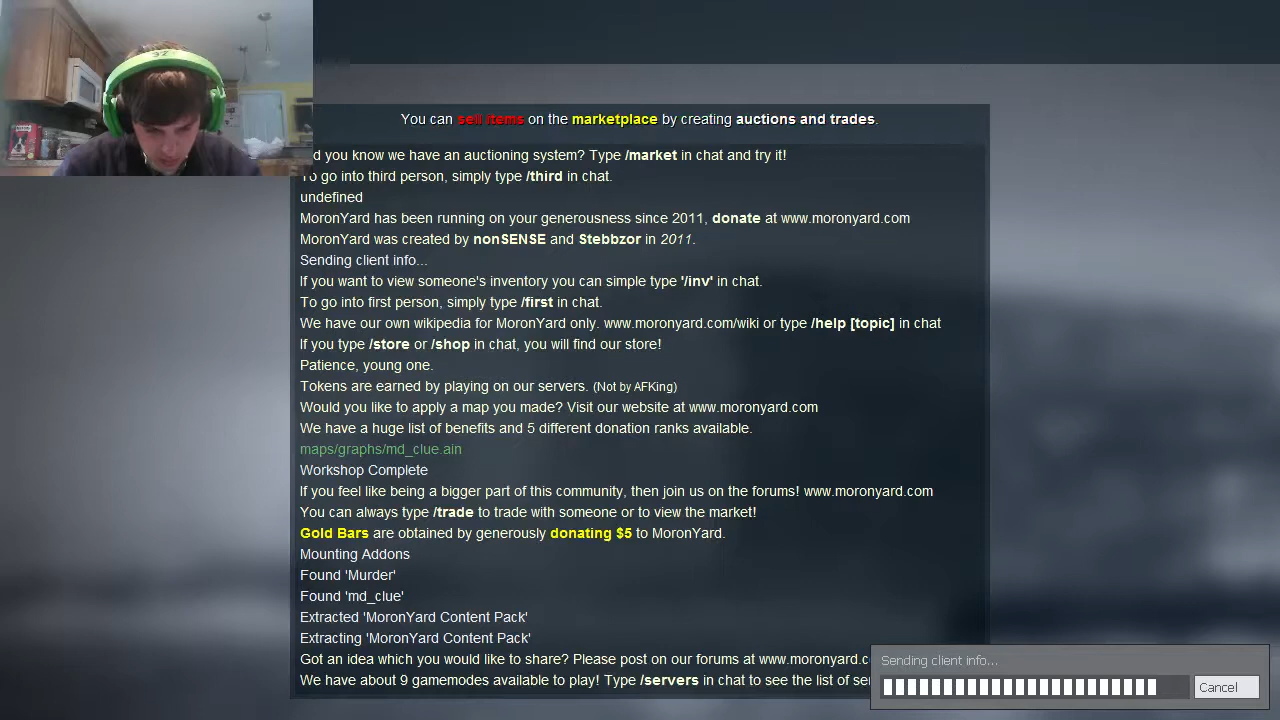 You can sell items on the marketplace by creating auctions and trades.
d you know we have an auctioning system? Type /market in chat and try it!
To go into third person, simply type /third in chat.
undefined
MoronYard has been running on your generousness since 2011, donate at www.moronyard.com
MoronYard was created by nonSENSE and Stebbzor in 2011.
Sending client info...
If you want to view someone's inventory you can simple type '/inv' in chat.
To go into first person, simply type /first in chat.
We have our own wikipedia for MoronYard only. www.moronyard.com/wiki or type /help [topic] in chat
If you type /store or /shop in chat, you will find our store!
Patience, young one.
Tokens are earned by playing on our servers. (Not by AFKing)
Would you like to apply a map you made? Visit our website at www.moronyard.com
We have a huge list of benefits and 5 different donation ranks available.
maps/graphs/md_clue.ain
Workshop Complete
If you feel like being a bigger part of this community, then join us on the forums! www.moronyard.com
You can always type /trade to trade with someone or to view the market!
Gold Bars are obtained by generously donating $5 to MoronYard.
Mounting Addons
Found 'Murder'
Found 'md_clue'
Extracted 'MoronYard Content Pack'
Extracting 'MoronYard Content Pack'
Got an idea which you would like to share? Please post on our forums at www.moronyard.c
We have about 9 gamemodes available to play! Type /servers in chat to see the list of se
Sending client info...
Cancel